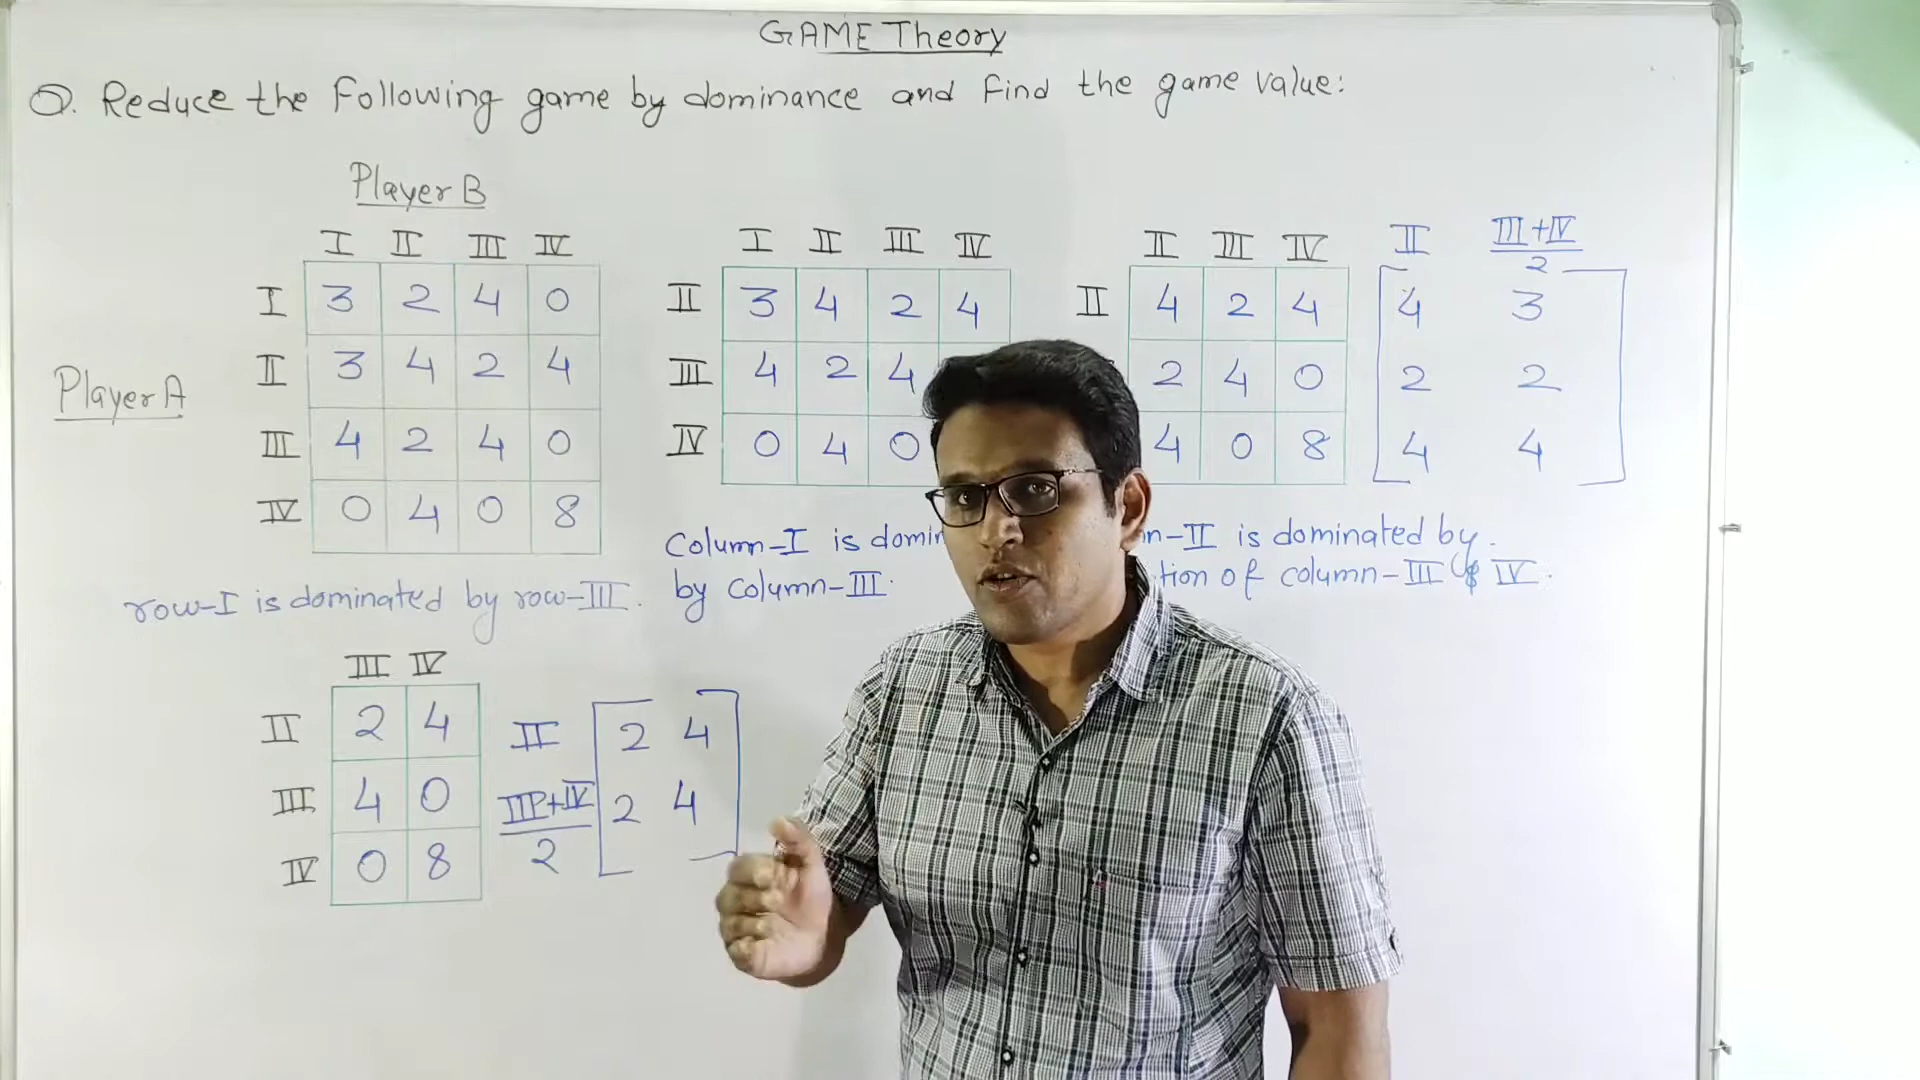 GAME Theory
Q. Reduce the following game by dominance and find the game value:
Player B
I II III IV
I 3 2 4 0
II 3 4 2 4
III 4 2 4 0
IV 0 4 0 8
Player A
row-I is dominated by row-III.
I II III IV
II 3 4 2 4
III 4 2 4
IV 0 4 0
Column-I is
by column-III.
II III IV
II 4 2 4
2 4 0
4 0 8
II III+IV
2
4 3
2 2
4 4
-II is dominated by
of column-III & IV.
III IV
II 2 4
III 4 0
IV 0 8
II 2 4
III+IV 2 4
2